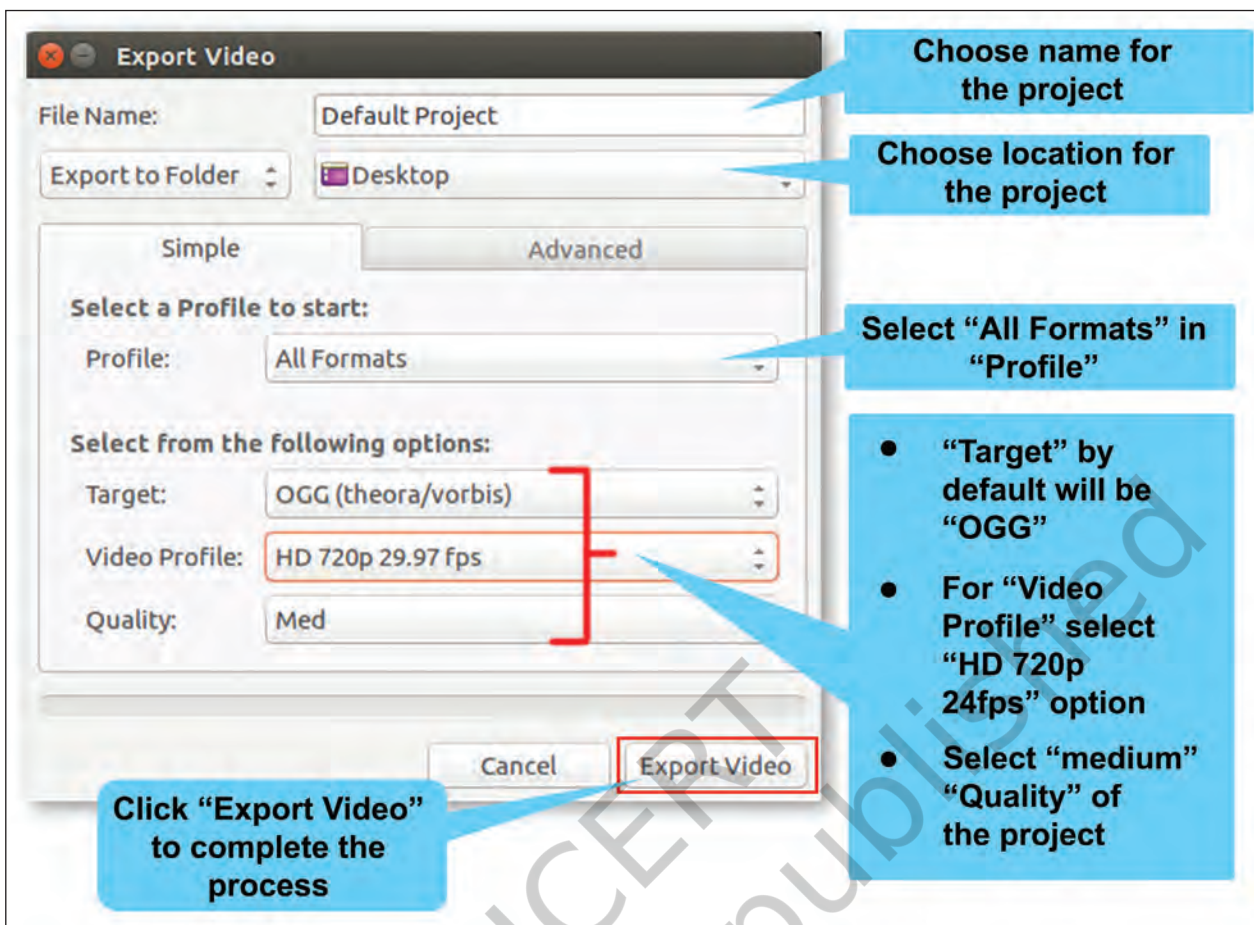 Export Video
File Name:
Default Project
Export to Folder
Desktop
Simple
Advanced
Select a Profile to start:
Profile:
All Formats
Select from the following options:
Target:
OGG (theora/vorbis)
Video Profile:
HD 720p 29.97 fps
Quality:
Med
Cancel
Export Video
Choose name for
the project
Choose location for
the project
Select “All Formats” in
“Profile”
● “Target” by
default will be
“OGG”
● For “Video
Profile” select
“HD 720p
24fps” option
● Select “medium”
“Quality” of
the project
Click “Export Video”
to complete the
process
NCERT
published